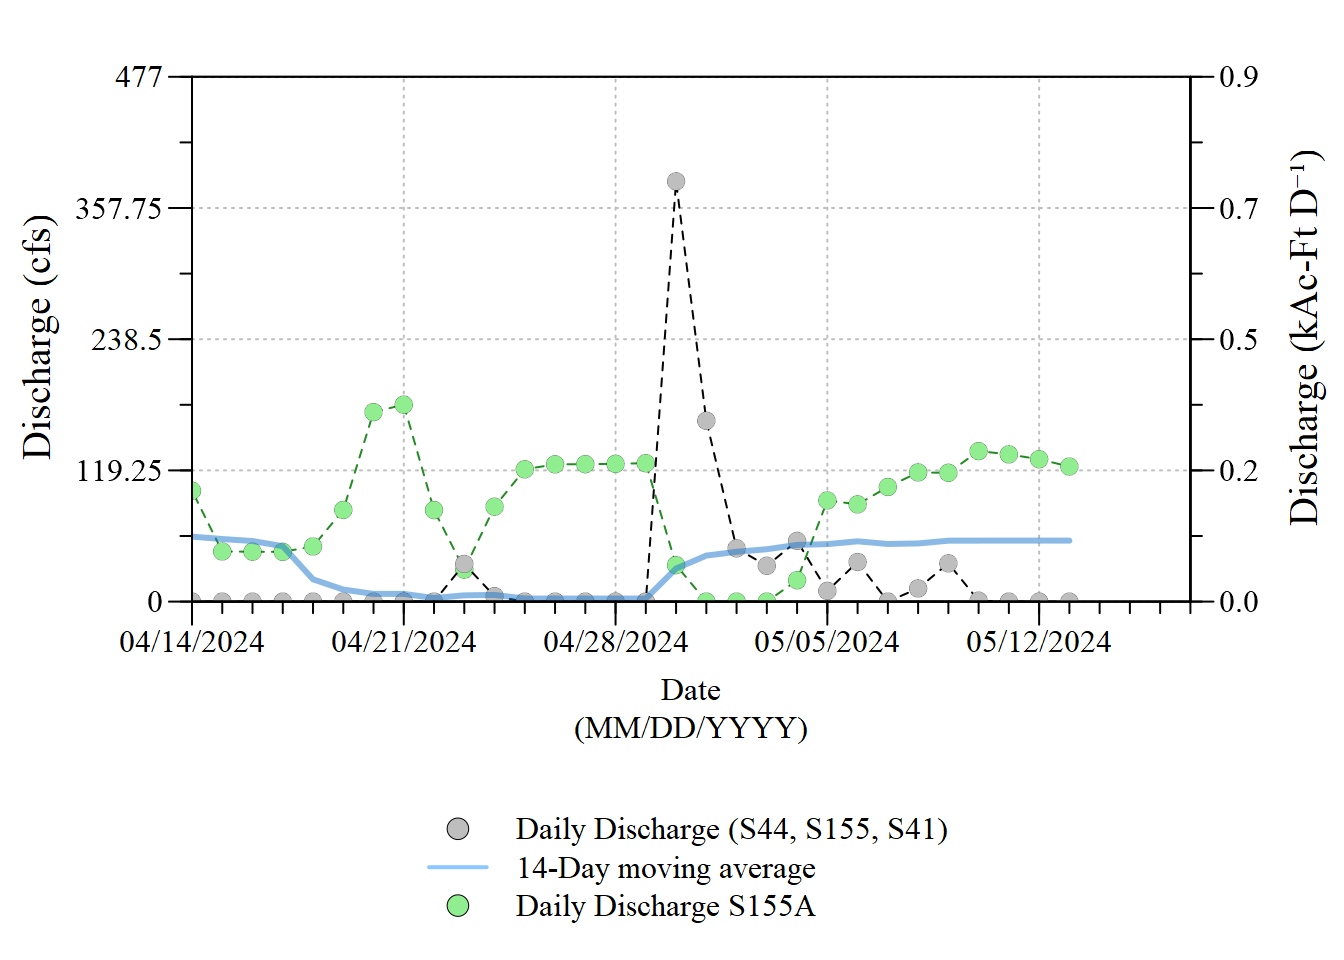 477
357.75
238.5
119.25
0
Discharge (cfs)
0.9
0.7
0.5
0.2
0.0
Discharge (kAc-Ft D⁻¹)
04/14/2024 04/21/2024 04/28/2024 05/05/2024 05/12/2024
Date
(MM/DD/YYYY)
Daily Discharge (S44, S155, S41)
14-Day moving average
Daily Discharge S155A